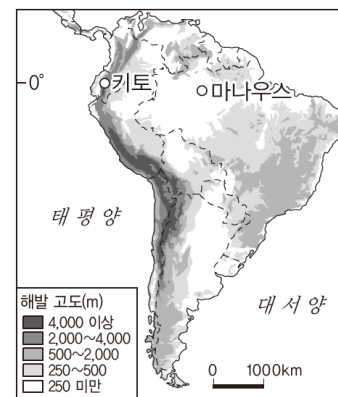 0°
키토
마나우스
태평양
대서양
해발 고도(m)
4,000 이상
2,000～4,000
500～2,000
250～500
250 미만
0 1000km